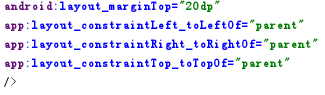 android:layout_marginTop="20dp"
app:layout_constraintLeft_toLeftOf="parent"
app:layout_constraintRight_toRightOf="parent"
app:layout_constraintTop_toTopOf="parent"
/>